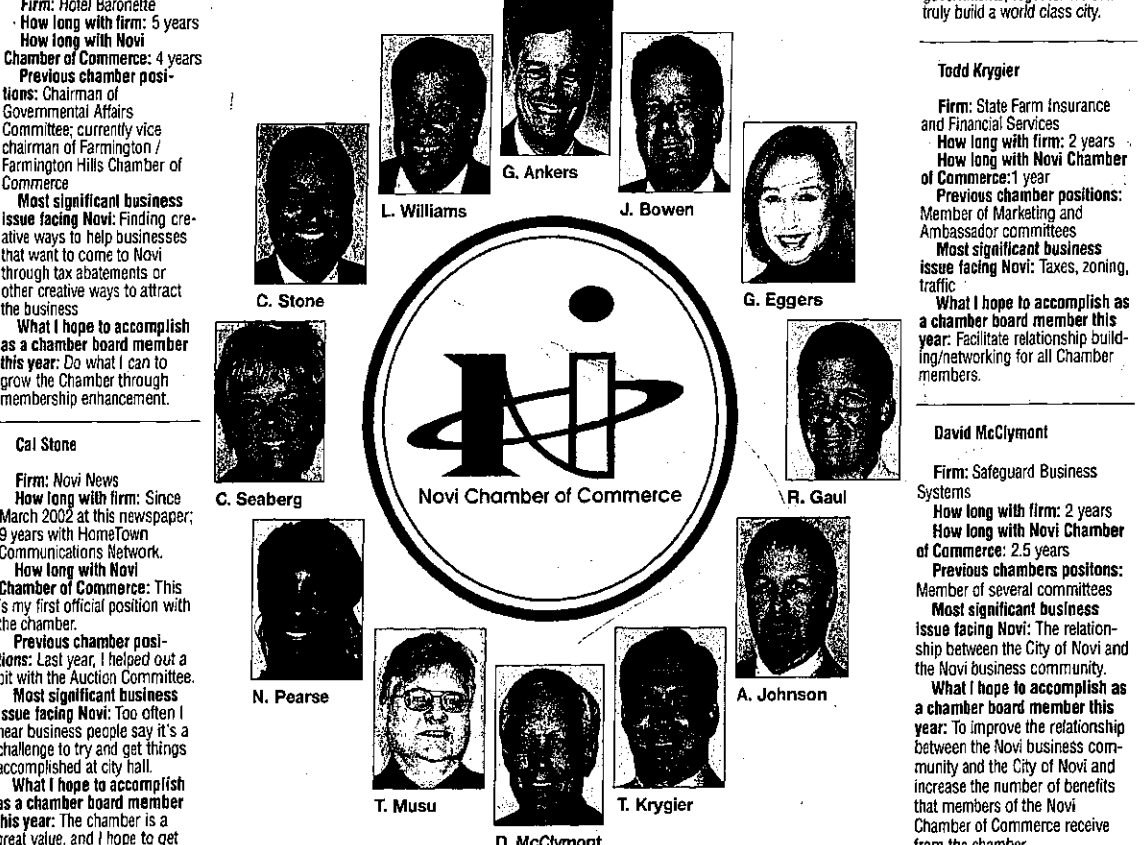 Firm: Hotel Baronette
How long with firm: 5 years
How long with Novi
Chamber of Commerce: 4 years
Previous chamber posi-
tions: Chairman of
Governmental Affairs
Committee; currently vice
chairman of Farmington /
Farmington Hills Chamber of
Commerce
Most significant business
issue facing Novi: Finding cre-
ative ways to help businesses
that want to come to Novi
through tax abatements or
other creative ways to attract
the business
What I hope to accomplish
as a chamber board member
this year: Do what I can to
grow the Chamber through
membership enhancement.
Cal Stone
Firm: Novi News
How long with firm: Since
March 2002 at this newspaper;
9 years with HomeTown
Communications Network.
How long with Novi
Chamber of Commerce: This
is my first official position with
the chamber.
Previous chamber posi-
tions: Last year, I helped out a
bit with the Auction Committee.
Most significant business
issue facing Novi: Too often I
hear business people say it's a
challenge to try and get things
accomplished at city hall.
What I hope to accomplish
as a chamber board member
this year: The chamber is a
great value, and I hope to get
G. Ankers
L. Williams
J. Bowen
C. Stone
G. Eggers
C. Seaberg
Novi Chamber of Commerce
R. Gaul
N. Pearse
A. Johnson
T. Musu
T. Krygier
D. McClymont
truly build a world class city.
Todd Krygier
Firm: State Farm Insurance
and Financial Services
How long with firm: 2 years
How long with Novi Chamber
of Commerce:1 year
Previous chamber positions:
Member of Marketing and
Ambassador committees
Most significant business
issue facing Novi: Taxes, zoning,
traffic
What I hope to accomplish as
a chamber board member this
year: Facilitate relationship build-
ing/networking for all Chamber
members.
David McClymont
Firm: Safeguard Business
Systems
How long with firm: 2 years
How long with Novi Chamber
of Commerce: 2.5 years
Previous chambers positons:
Member of several committees
Most significant business
issue facing Novi: The relation-
ship between the City of Novi and
the Novi business community.
What I hope to accomplish as
a chamber board member this
year: To improve the relationship
between the Novi business com-
munity and the City of Novi and
increase the number of benefits
that members of the Novi
Chamber of Commerce receive
from the chamber.